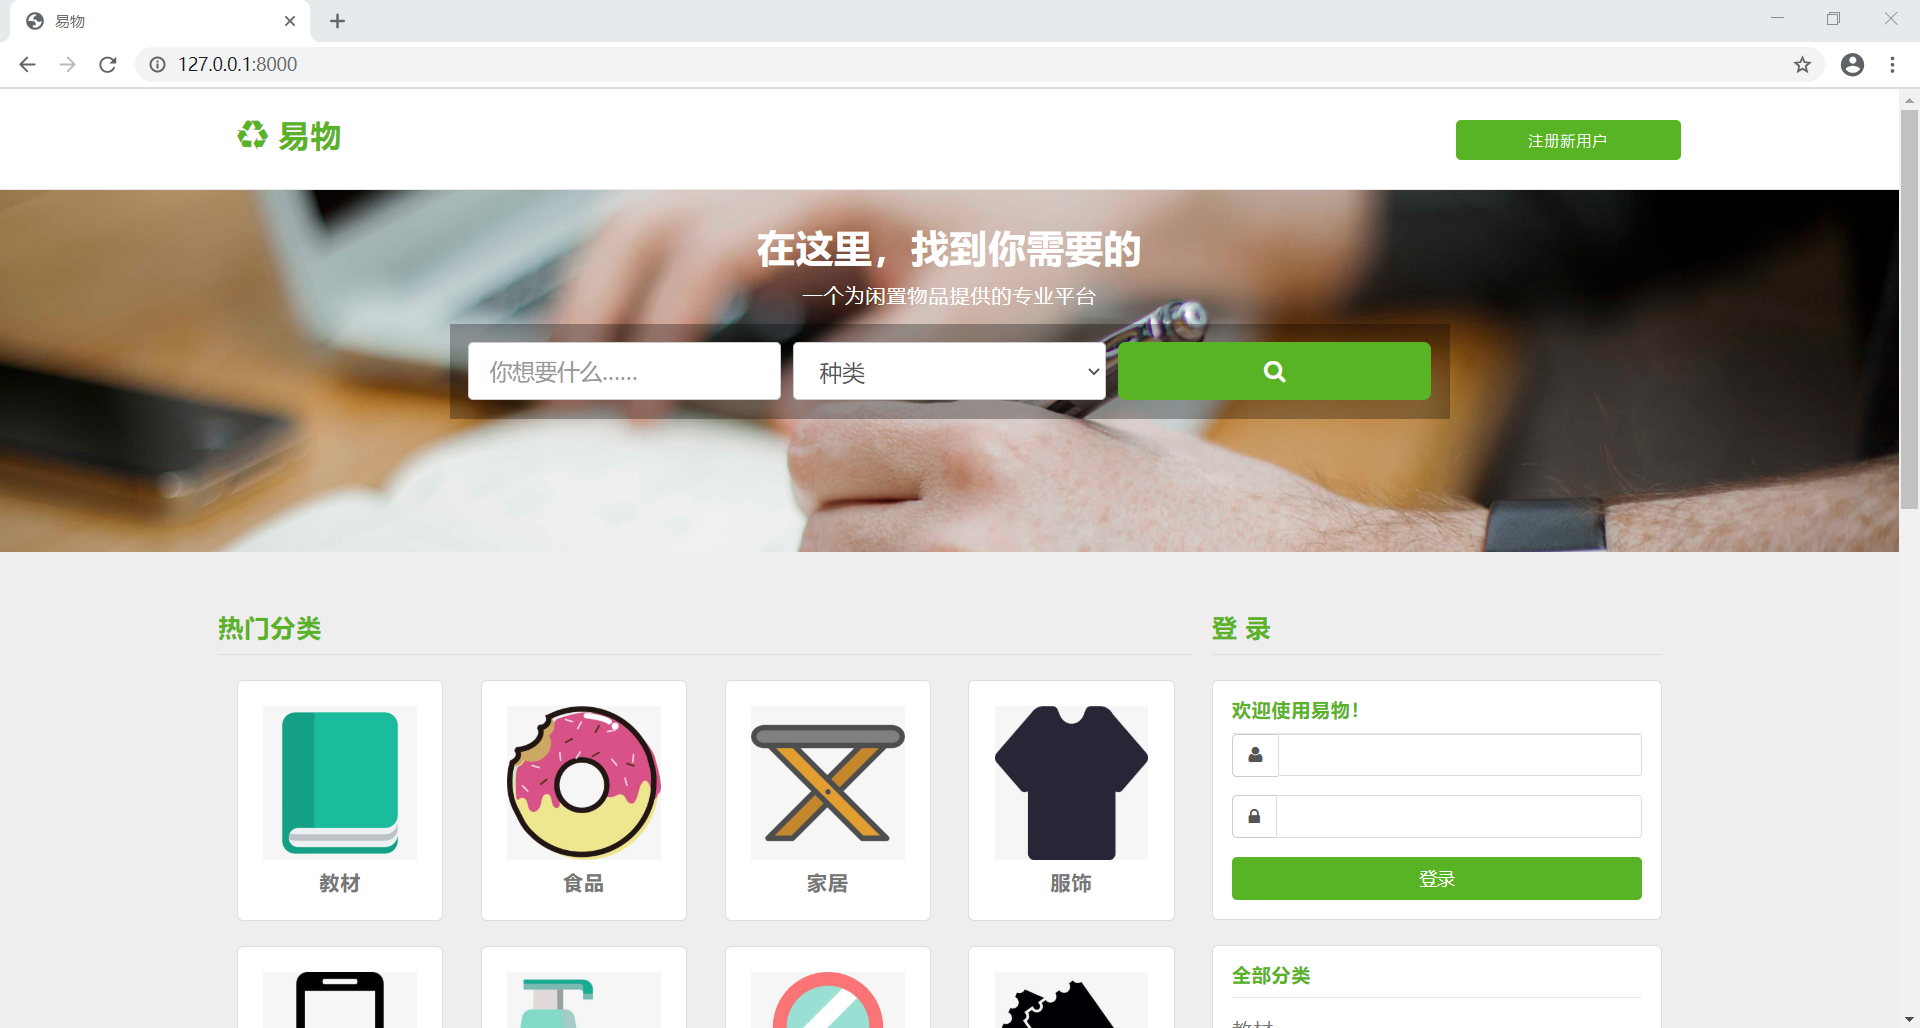 易物
127.0.0.1:8000
易物
注册新用户
在这里，找到你需要的
一个为闲置物品提供的专业平台
你想要什么......
种类
热门分类
登 录
教材
食品
家居
服饰
欢迎使用易物！
登录
全部分类
教材